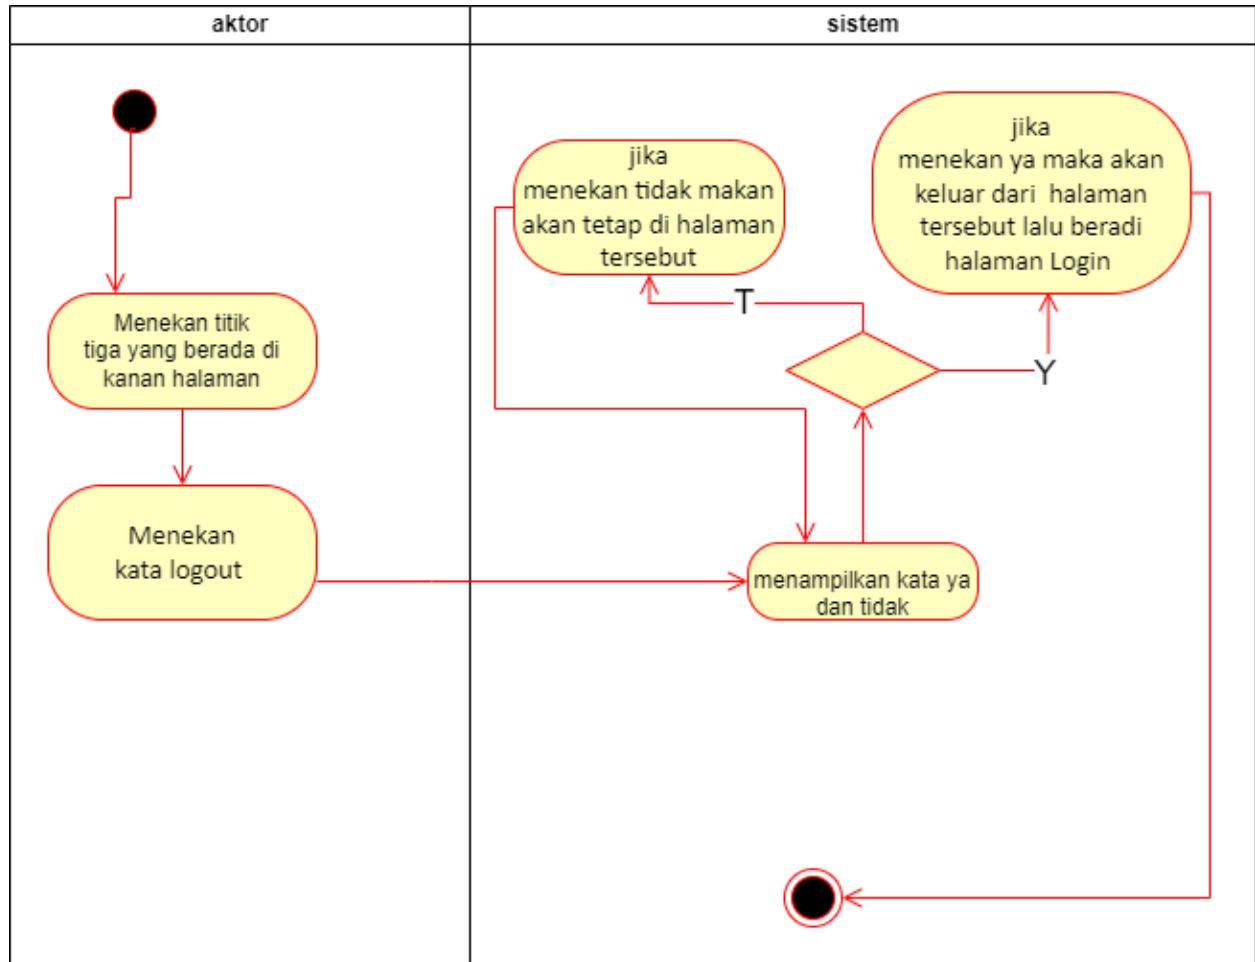 aktor
sistem
Menekan titik
tiga yang berada di
kanan halaman
Menekan
kata logout
jika
menekan tidak makan
akan tetap di halaman
tersebut
jika
menekan ya maka akan
keluar dari halaman
tersebut lalu beradi
halaman Login
T
Y
menampilkan kata ya
dan tidak